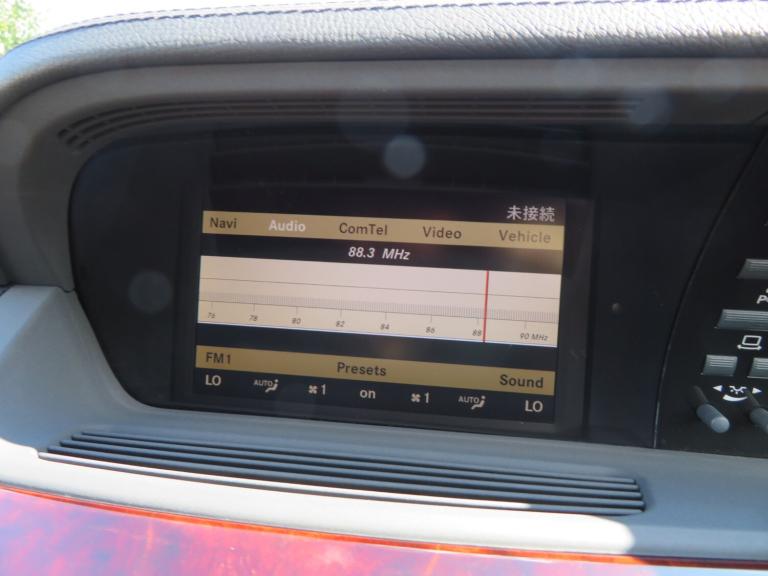 未接続
Navi Audio ComTel Video Vehicle
88.3 MHz
76 78 80 82 84 86 88 90 MHz
FM1 Presets Sound
LO AUTO 1 on 1 AUTO LO